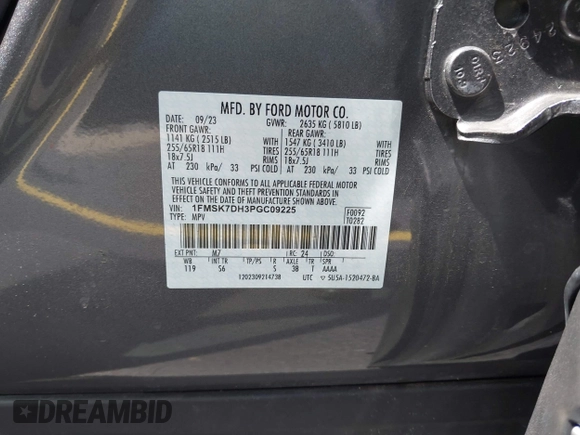 MFD. BY FORD MOTOR CO.
DATE: 09/23 GVWR: 2635 KG ( 5810 LB)
FRONT GAWR: REAR GAWR:
1141 KG ( 2515 LB) WITH 1547 KG ( 3410 LB) WITH
255/65R18 111H TIRES 255/65R18 111H TIRES
18x7.5J RIMS 18x7.5J RIMS
AT 230 kPa/ 33 PSI COLD AT 230 kPa/ 33 PSI COLD
THIS VEHICLE CONFORMS TO ALL APPLICABLE FEDERAL MOTOR
VEHICLE SAFETY AND THEFT PREVENTION STANDARDS IN
EFFECT ON THE DATE OF MANUFACTURE SHOWN ABOVE.
VIN: 1FMSK7DH3PGC09225 F0092
TYPE: MPV T0282
EXT PNT: M7 RC: 24 DSO:
WB INT TR TP/PS R AXLE TR SPR
119 S6 S 3B T AAAA
1202309214738 UTC SU5A-1520472-BA
24923
DREAMBID